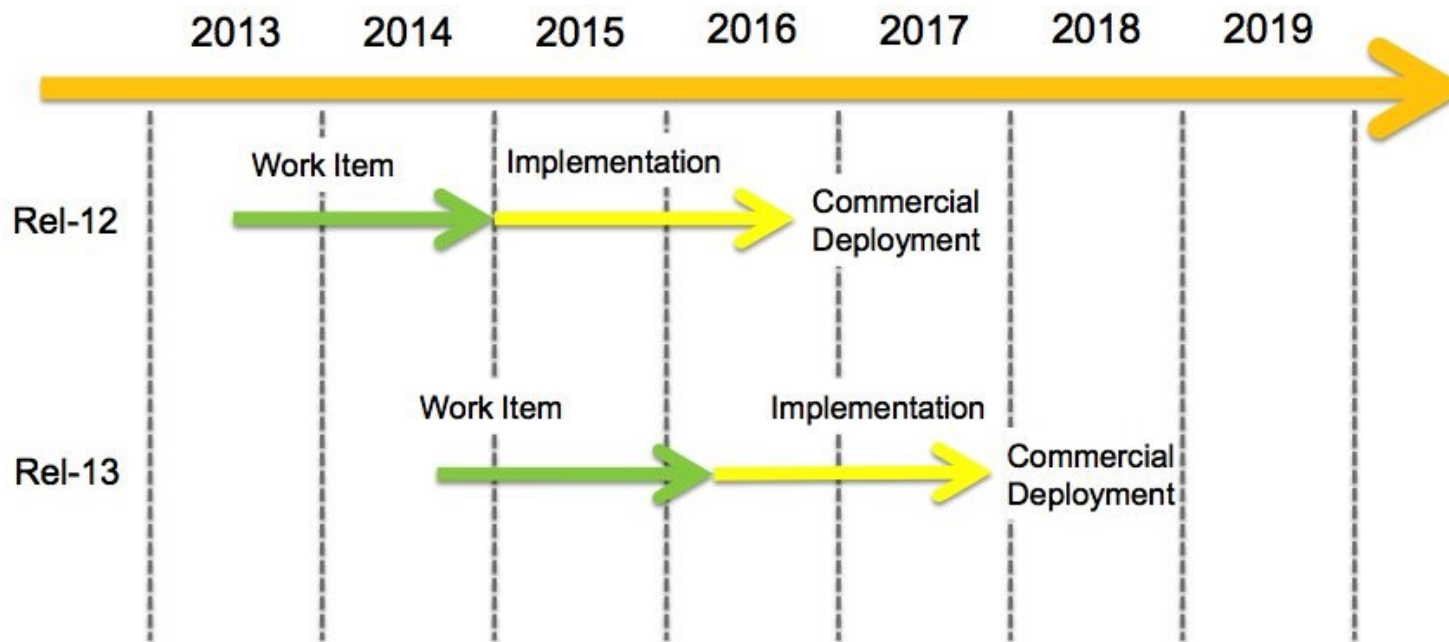 2013 2014 2015 2016 2017 2018 2019
Work Item Implementation
Rel-12 Commercial
Deployment
Work Item Implementation
Rel-13 Commercial
Deployment